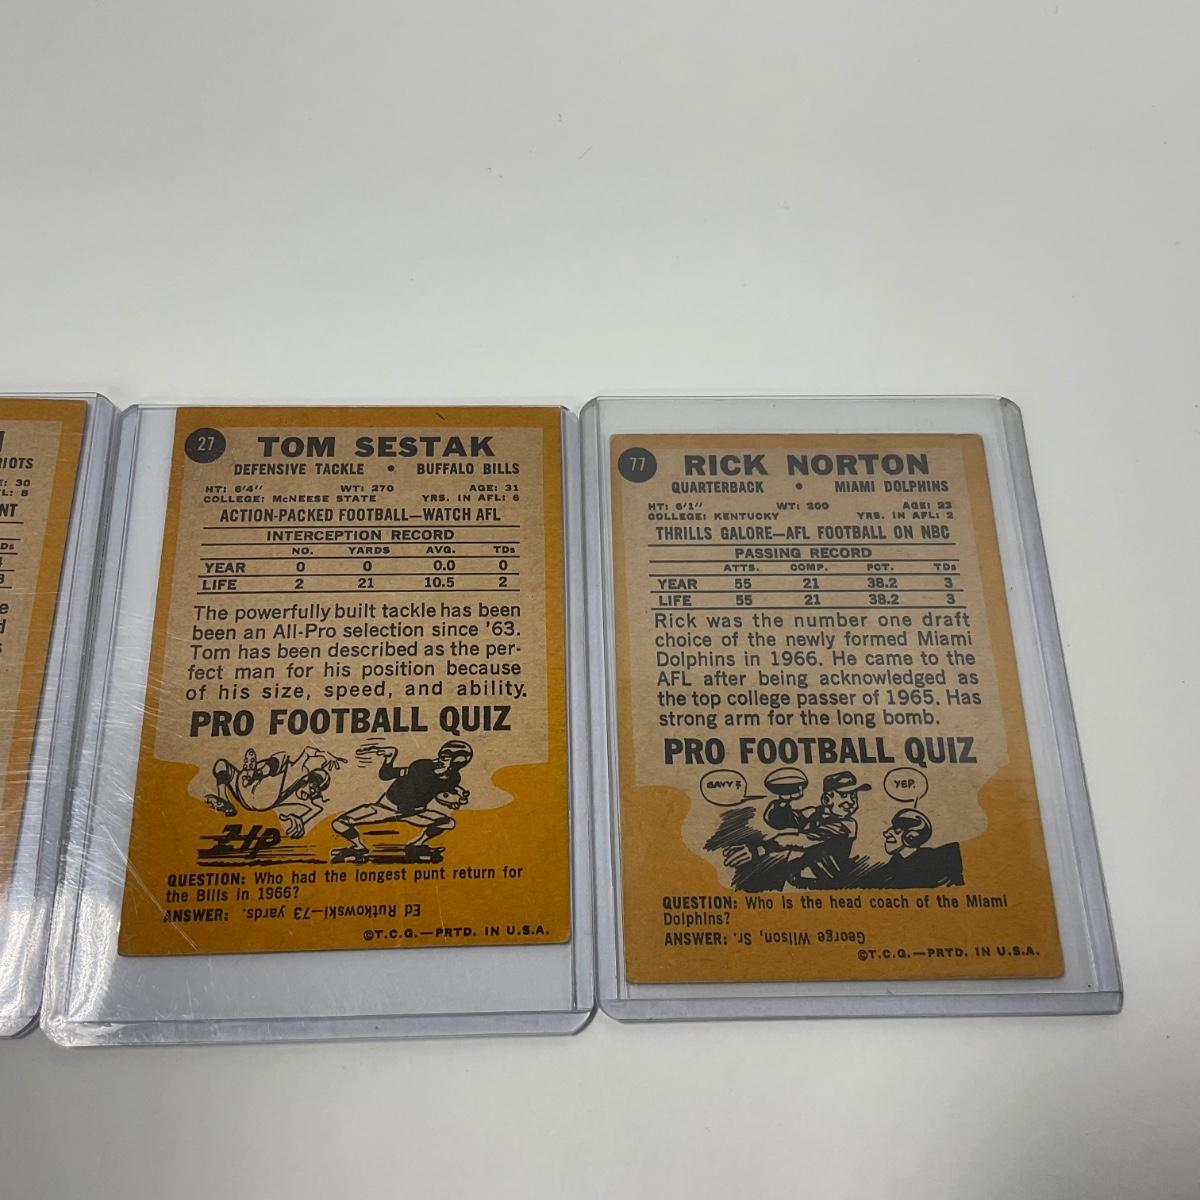 RIOTS
: 30
L: 8
NT
Ds
27
TOM SESTAK
DEFENSIVE TACKLE • BUFFALO BILLS
HT: 6'4'' WT: 270 AGE: 31
COLLEGE: McNEESE STATE YRS. IN AFL: 6
ACTION-PACKED FOOTBALL—WATCH AFL
INTERCEPTION RECORD
NO. YARDS AVG. TDs
YEAR 0 0 0.0 0
LIFE 2 21 10.5 2
The powerfully built tackle has been
been an All-Pro selection since '63.
Tom has been described as the per-
fect man for his position because
of his size, speed, and ability.
PRO FOOTBALL QUIZ
Zip
QUESTION: Who had the longest punt return for
the Bills in 1966?
ANSWER: Ed Rutkowski—73 yards.
©T.C.G.—PRTD. IN U.S.A.
77
RICK NORTON
QUARTERBACK • MIAMI DOLPHINS
HT: 6'1'' WT: 200 AGE: 23
COLLEGE: KENTUCKY YRS. IN AFL: 2
THRILLS GALORE—AFL FOOTBALL ON NBC
PASSING RECORD
ATTS. COMP. PCT. TDs
YEAR 55 21 38.2 3
LIFE 55 21 38.2 3
Rick was the number one draft
choice of the newly formed Miami
Dolphins in 1966. He came to the
AFL after being acknowledged as
the top college passer of 1965. Has
strong arm for the long bomb.
PRO FOOTBALL QUIZ
SAVVY?
YEP.
QUESTION: Who is the head coach of the Miami
Dolphins?
ANSWER: George Wilson, Sr.
©T.C.G.—PRTD. IN U.S.A.